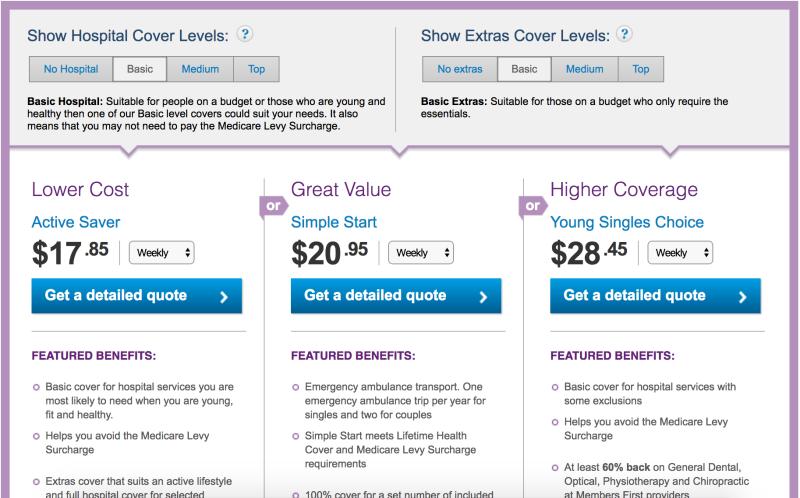 Show Hospital Cover Levels: ?
No Hospital Basic Medium Top
Basic Hospital: Suitable for people on a budget or those who are young and
healthy then one of our Basic level covers could suit your needs. It also
means that you may not need to pay the Medicare Levy Surcharge.
Show Extras Cover Levels: ?
No extras Basic Medium Top
Basic Extras: Suitable for those on a budget who only require the
essentials.
Lower Cost
Active Saver
$17.85 Weekly
Get a detailed quote
FEATURED BENEFITS:
Basic cover for hospital services you are
most likely to need when you are young,
fit and healthy.
Helps you avoid the Medicare Levy
Surcharge
Extras cover that suits an active lifestyle
and full hospital cover for selected
or
Great Value
Simple Start
$20.95 Weekly
Get a detailed quote
FEATURED BENEFITS:
Emergency ambulance transport. One
emergency ambulance trip per year for
singles and two for couples
Simple Start meets Lifetime Health
Cover and Medicare Levy Surcharge
requirements
100% cover for a set number of included
or
Higher Coverage
Young Singles Choice
$28.45 Weekly
Get a detailed quote
FEATURED BENEFITS:
Basic cover for hospital services with
some exclusions
Helps you avoid the Medicare Levy
Surcharge
At least 60% back on General Dental,
Optical, Physiotherapy and Chiropractic
at Members First providers